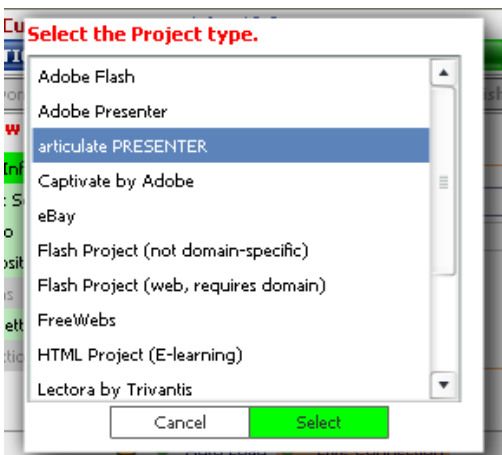 Select the Project type.
Adobe Flash
Adobe Presenter
articulate PRESENTER
Captivate by Adobe
eBay
Flash Project (not domain-specific)
Flash Project (web, requires domain)
FreeWebs
HTML Project (E-learning)
Lectora by Trivantis
Cancel Select